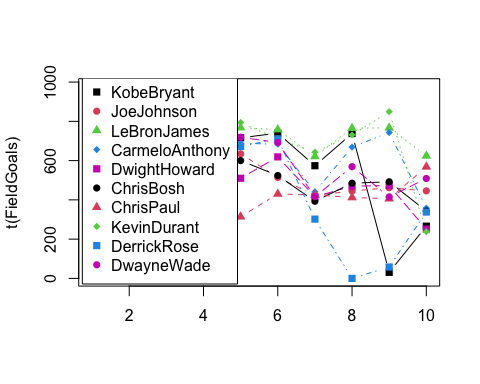 t(FieldGoals)
1000
600
200
0
KobeBryant
JoeJohnson
LeBronJames
CarmeloAnthony
DwightHoward
ChrisBosh
ChrisPaul
KevinDurant
DerrickRose
DwayneWade
2 4 6 8 10